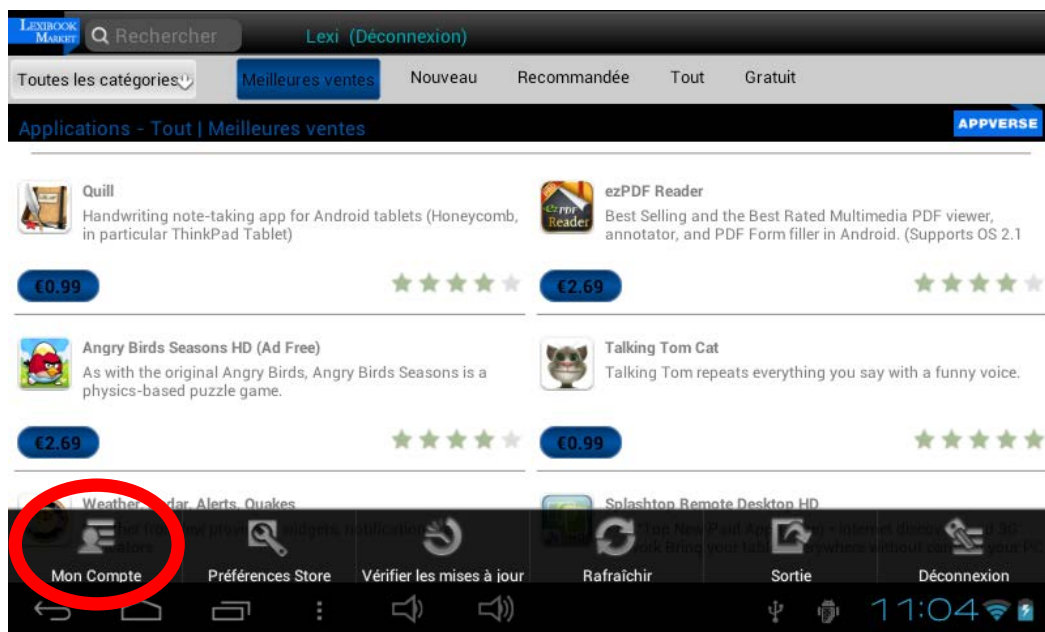 LEXIBOOK
MARKET
Rechercher
Lexi (Déconnexion)
Toutes les catégories
Meilleures ventes
Nouveau
Recommandée
Tout
Gratuit
Applications - Tout | Meilleures ventes
APPVERSE
Quill
Handwriting note-taking app for Android tablets (Honeycomb,
in particular ThinkPad Tablet)
€0.99
ezPDF Reader
Best Selling and the Best Rated Multimedia PDF viewer,
annotator, and PDF Form filler in Android. (Supports OS 2.1
ezPDF
Reader
€2.69
Angry Birds Seasons HD (Ad Free)
As with the original Angry Birds, Angry Birds Seasons is a
physics-based puzzle game.
€2.69
Talking Tom Cat
Talking Tom repeats everything you say with a funny voice.
€0.99
Weather, Alerts, Quakes
Splashtop Remote Desktop HD
Mon Compte
Préférences Store
Vérifier les mises à jour
Rafraîchir
Sortie
Déconnexion
11:04